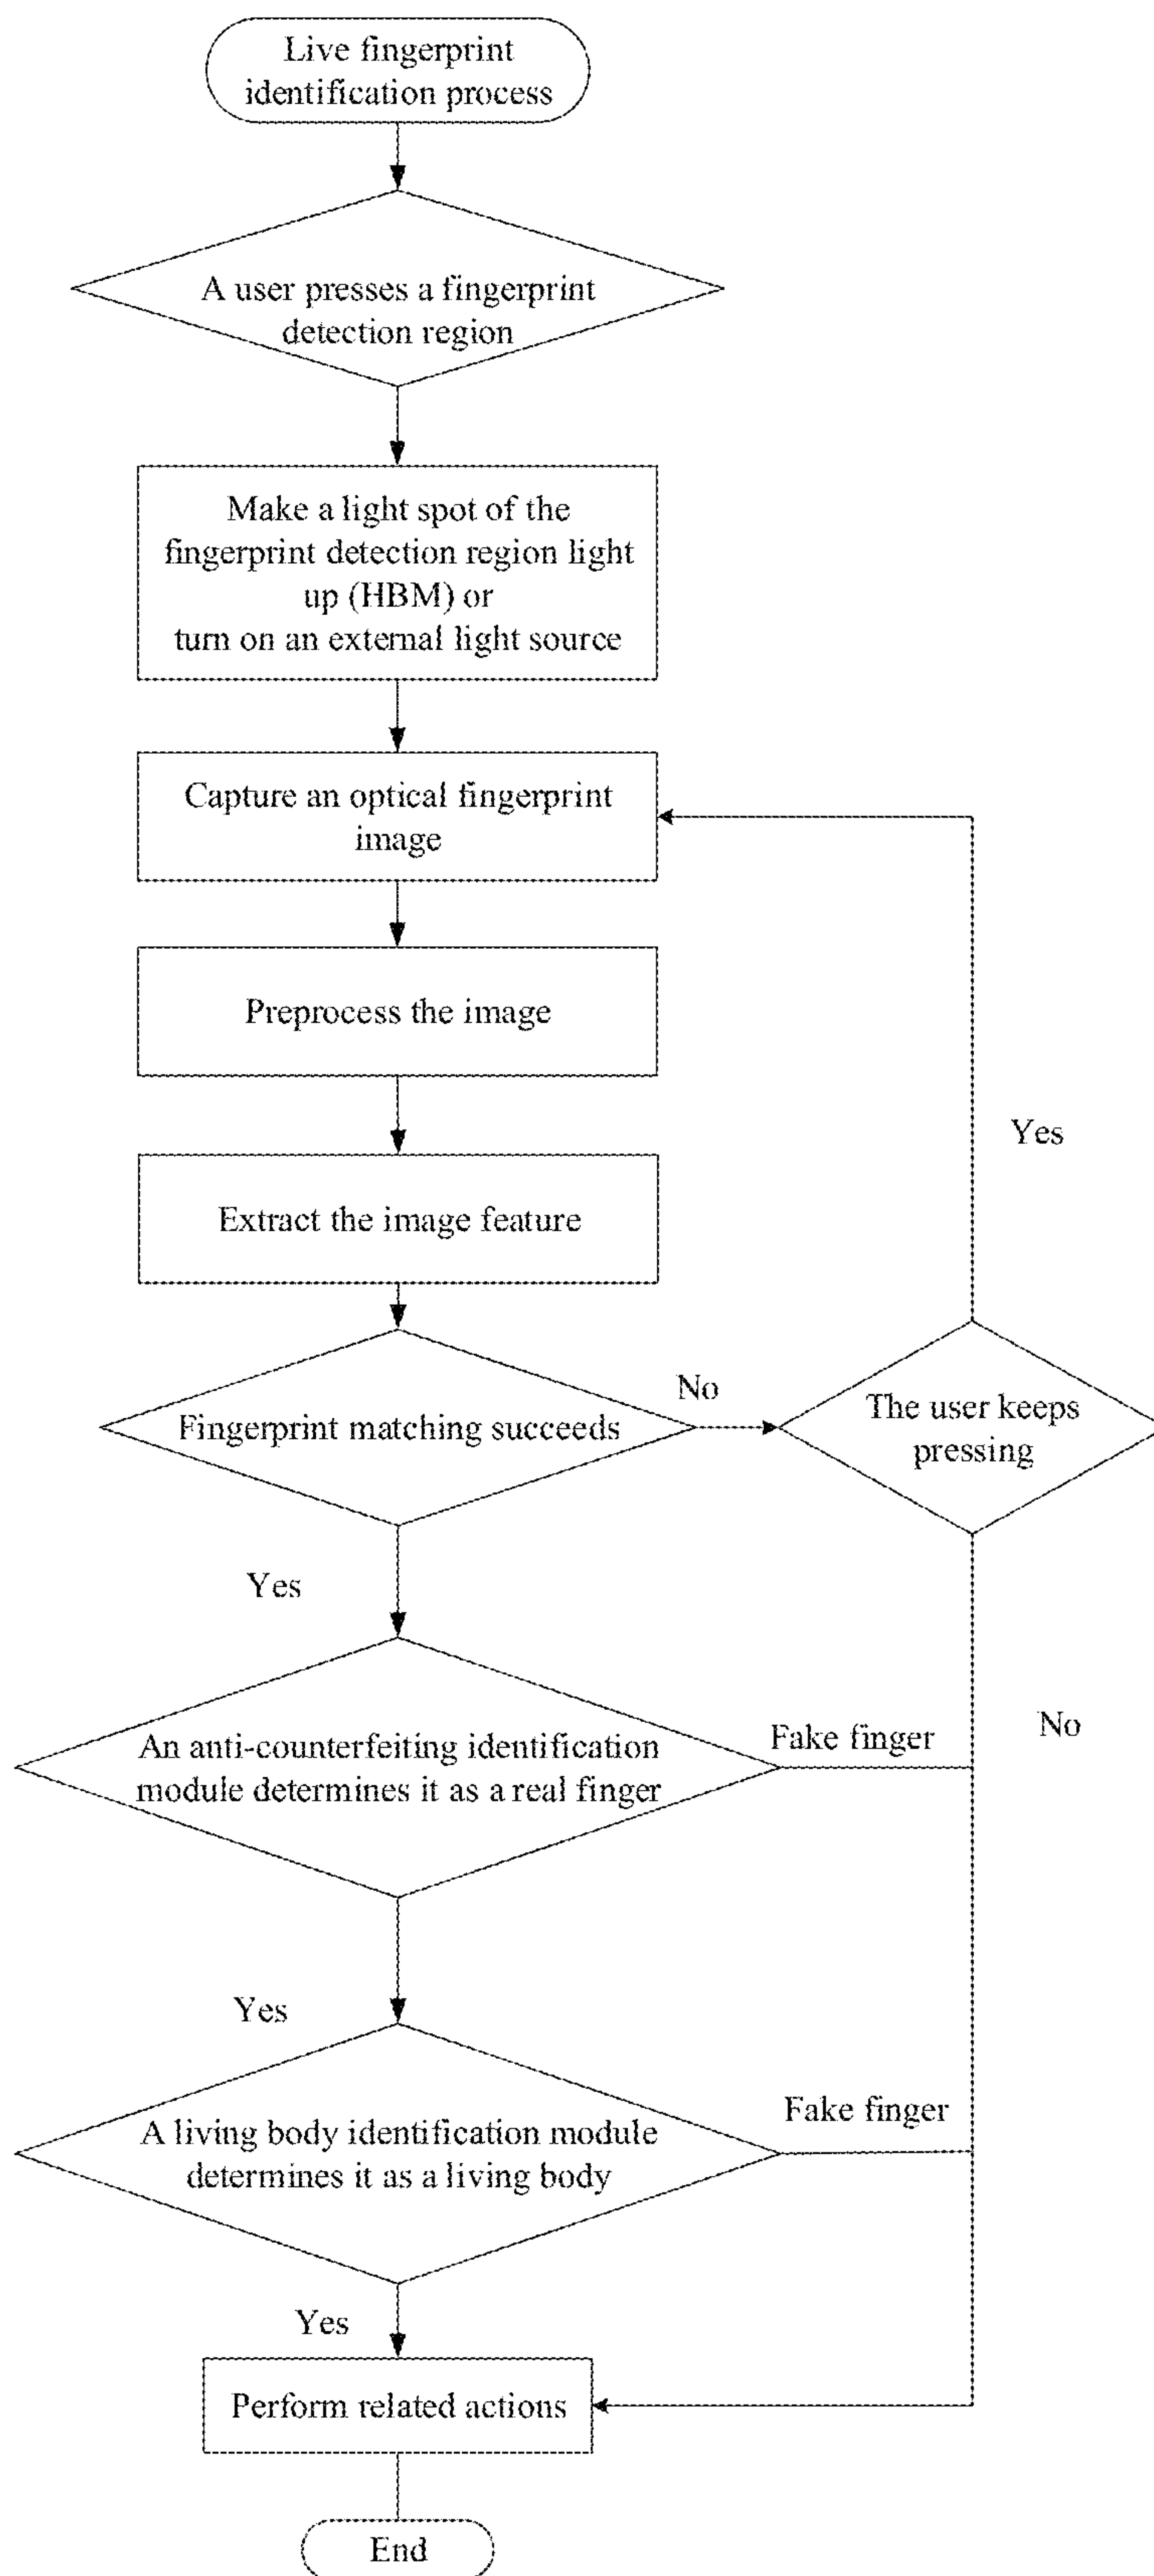 Live fingerprint
identification process
A user presses a fingerprint
detection region
Make a light spot of the
fingerprint detection region light
up (HBM) or
turn on an external light source
Capture an optical fingerprint
image
Preprocess the image
Yes
Extract the image feature
Fingerprint matching succeeds
No
The user keeps
pressing
Yes
An anti-counterfeiting identification
module determines it as a real finger
Fake finger
No
Yes
A living body identification module
determines it as a living body
Fake finger
Yes
Perform related actions
End